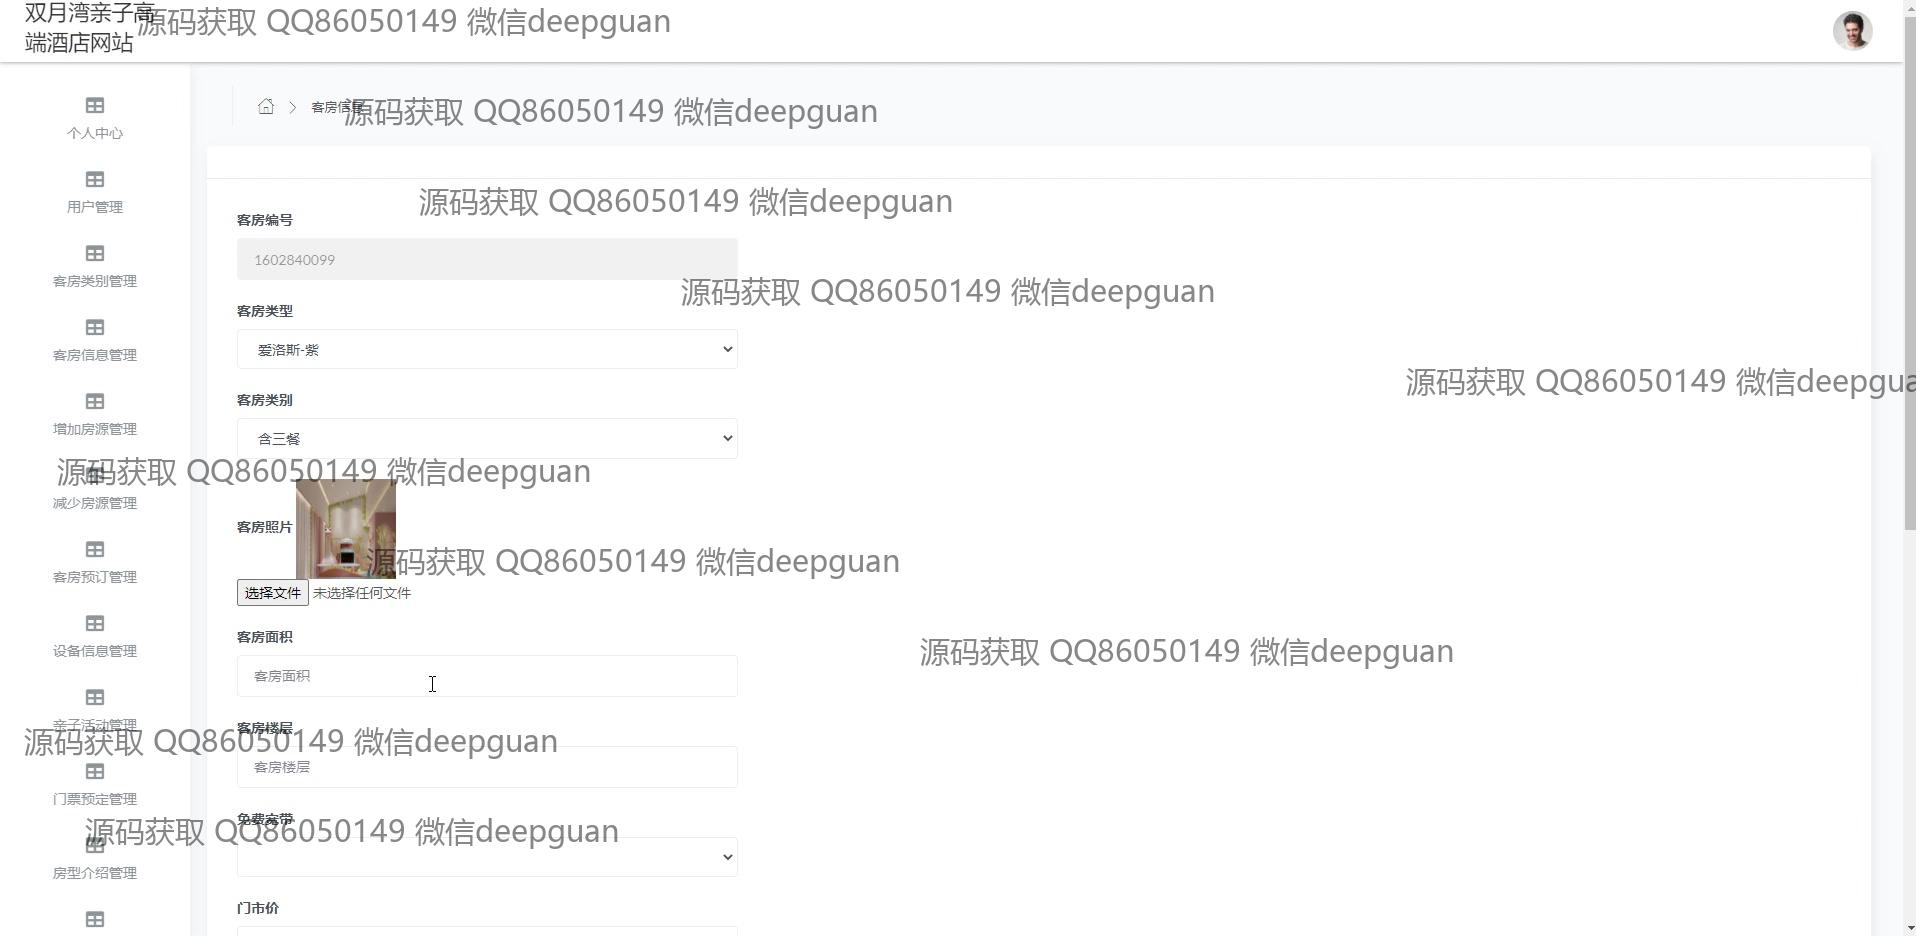 双月湾亲子高
端酒店网站
源码获取 QQ86050149 微信deepguan
客房信息
源码获取 QQ86050149 微信deepguan
个人中心
用户管理
客房类别管理
客房信息管理
增加房源管理
减少房源管理
客房预订管理
设备信息管理
亲子活动管理
门票预定管理
房型介绍管理
源码获取 QQ86050149 微信deepguan
客房编号
1602840099
源码获取 QQ86050149 微信deepguan
客房类型
爱洛斯-紫
源码获取 QQ86050149 微信deepgua
客房类别
含三餐
源码获取 QQ86050149 微信deepguan
客房照片
源码获取 QQ86050149 微信deepguan
选择文件 未选择任何文件
客房面积
源码获取 QQ86050149 微信deepguan
客房面积
客房楼层
源码获取 QQ86050149 微信deepguan
客房楼层
免费宽带
源码获取 QQ86050149 微信deepguan
门市价